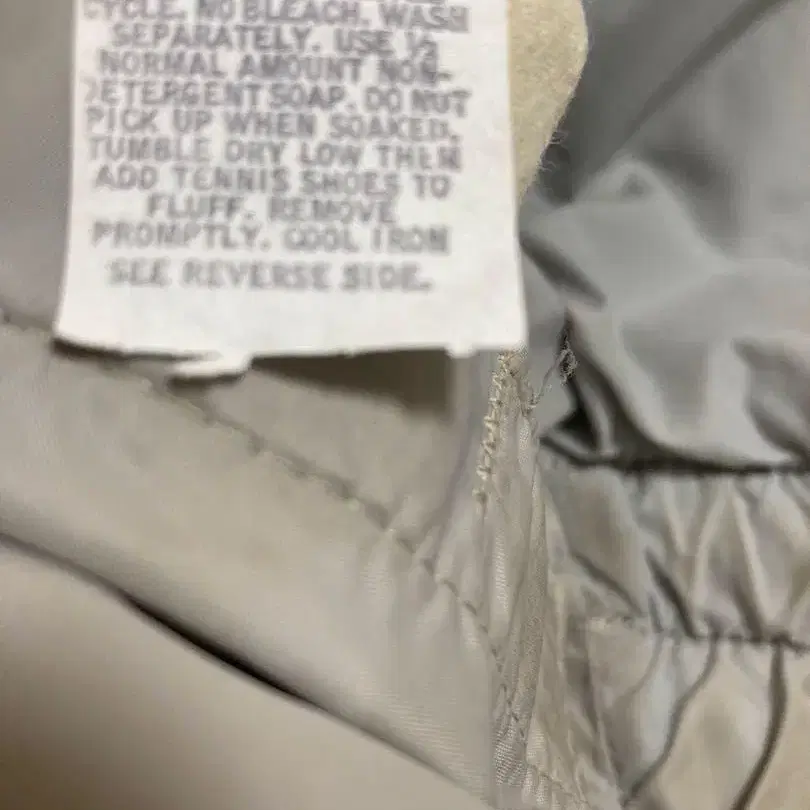 CYCLE. NO BLEACH. WASH
SEPARATELY. USE ½
NORMAL AMOUNT NON-
DETERGENT SOAP. DO NOT
PICK UP WHEN SOAKED.
TUMBLE DRY LOW THEN
ADD TENNIS SHOES TO
FLUFF. REMOVE
PROMPTLY. COOL IRON
SEE REVERSE SIDE.